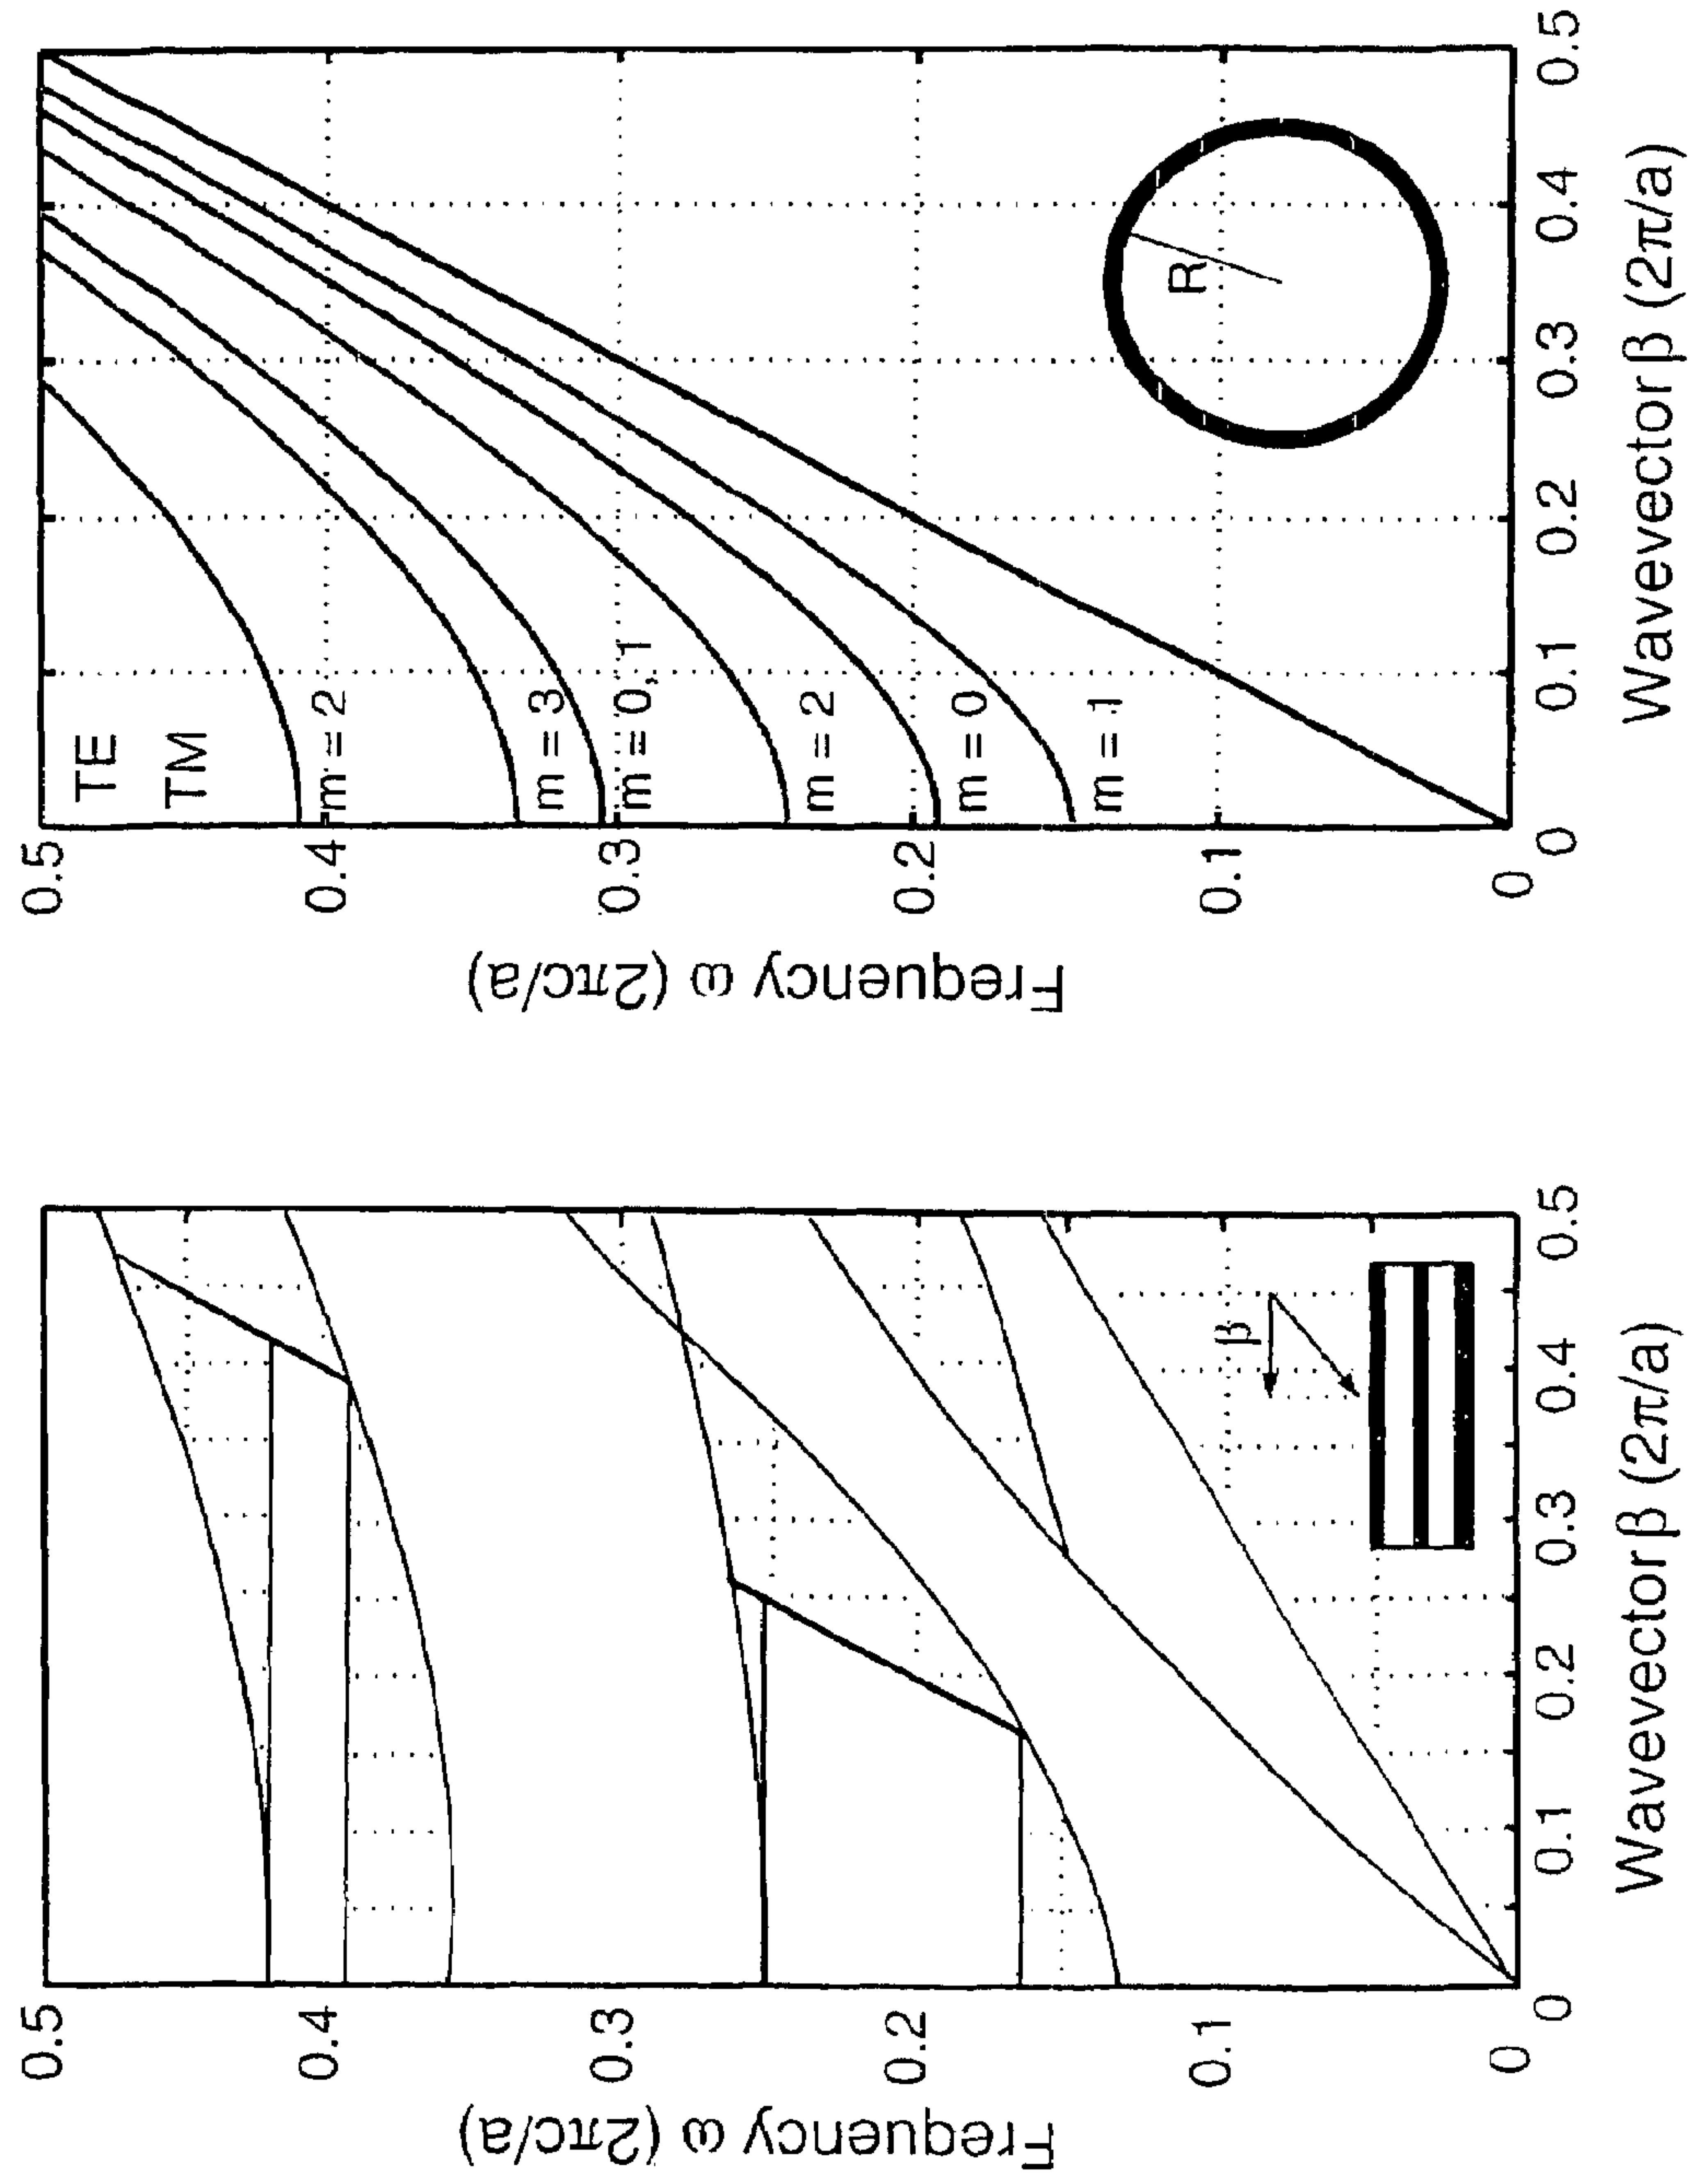 Frequency ω (2πc/a)
0.5
0.4
0.3
0.2
0.1
0
β
0
0.1
0.2
0.3
0.4
0.5
Wavevector β (2π/a)
Frequency ω (2πc/a)
0.5
0.4
0.3
0.2
0.1
0
TE
TM
m = 2
m = 3
m = 0, 1
m = 2
m = 0
m = 1
R
0
0.1
0.2
0.3
0.4
0.5
Wavevector β (2π/a)